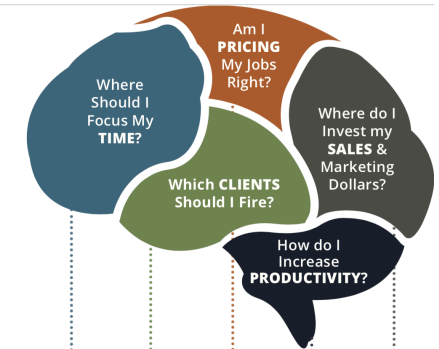 Am I
PRICING
My Jobs
Right?
Where
Should I
Focus My
TIME?
Where do I
Invest my
SALES &
Marketing
Dollars?
Which CLIENTS
Should I Fire?
How do I
Increase
PRODUCTIVITY?